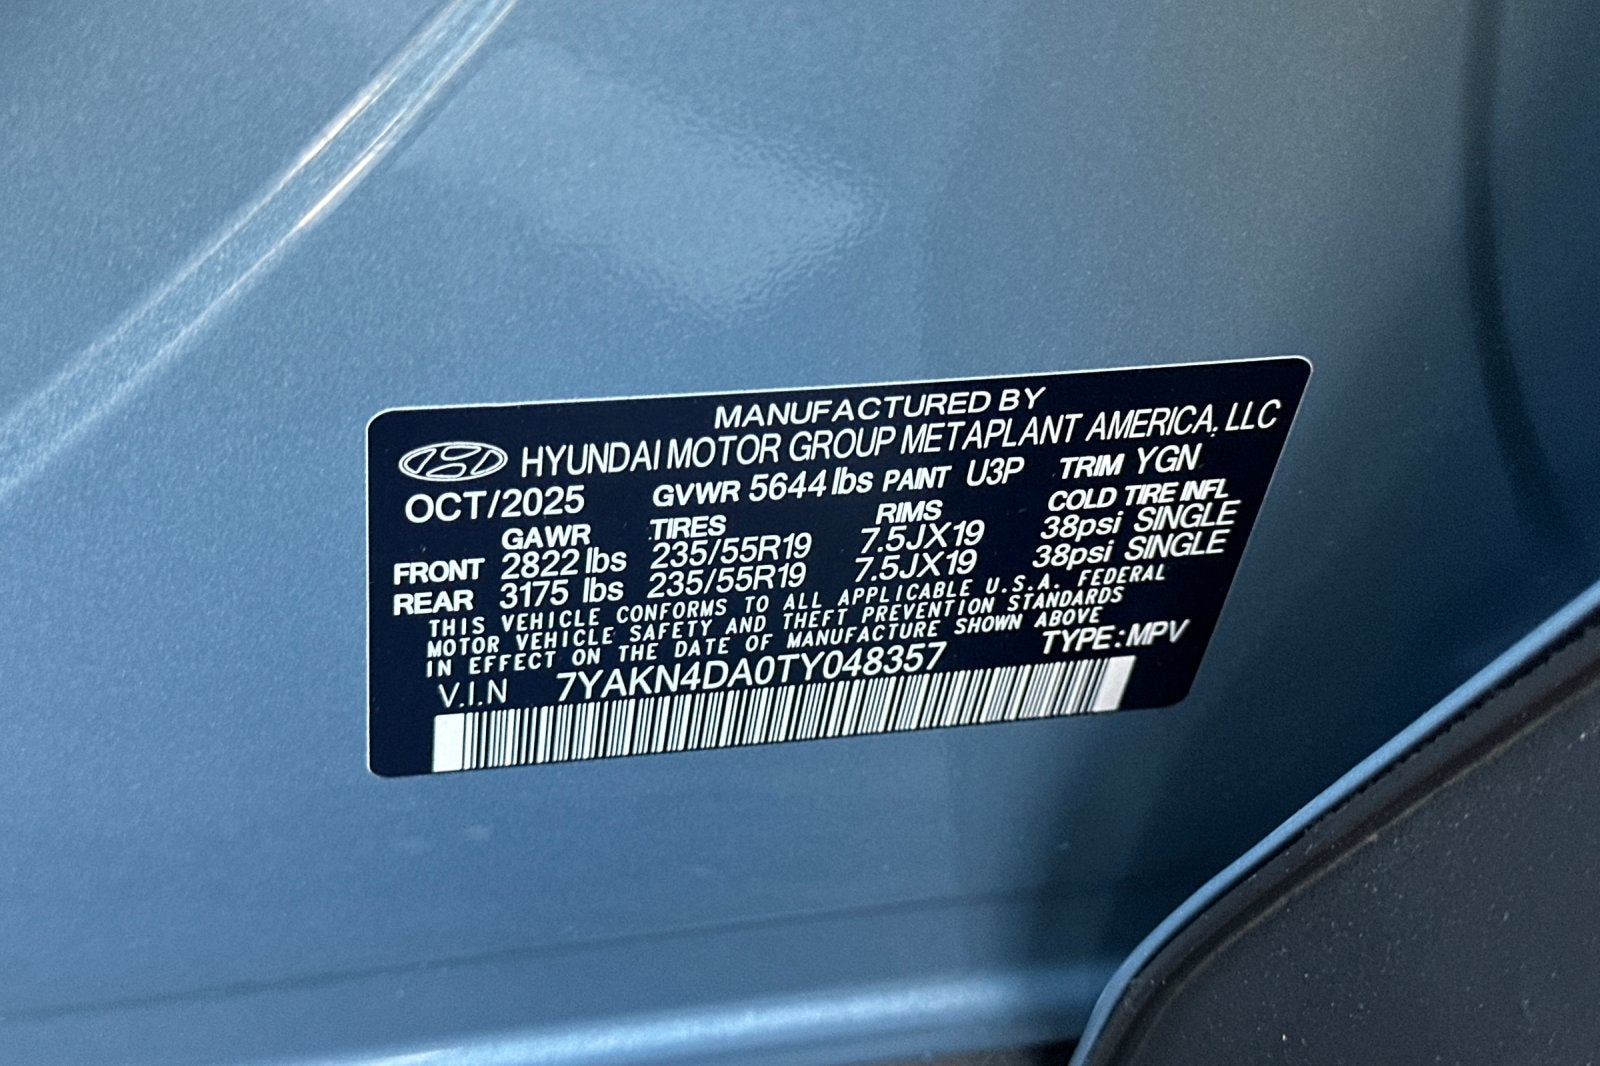 MANUFACTURED BY
HYUNDAI MOTOR GROUP METAPLANT AMERICA, LLC
OCT/2025 GVWR 5644 lbs PAINT U3P TRIM YGN
GAWR TIRES RIMS COLD TIRE INFL
FRONT 2822 lbs 235/55R19 7.5JX19 38psi SINGLE
REAR 3175 lbs 235/55R19 7.5JX19 38psi SINGLE
THIS VEHICLE CONFORMS TO ALL APPLICABLE U.S.A. FEDERAL
MOTOR VEHICLE SAFETY AND THEFT PREVENTION STANDARDS
IN EFFECT ON THE DATE OF MANUFACTURE SHOWN ABOVE
V.I.N 7YAKN4DA0TY048357 TYPE:MPV